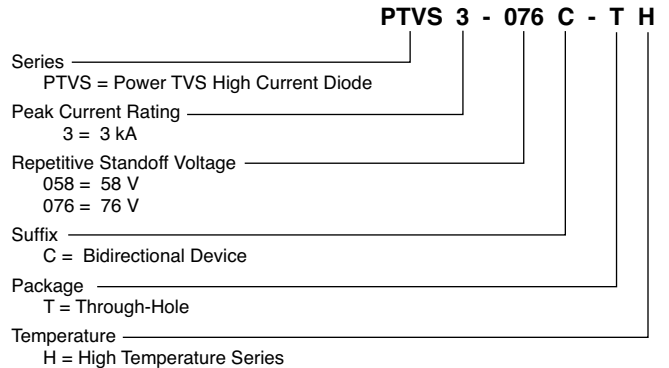 PTVS 3 - 076 C - T H
Series
PTVS = Power TVS High Current Diode
Peak Current Rating
3 = 3 kA
Repetitive Standoff Voltage
058 = 58 V
076 = 76 V
Suffix
C = Bidirectional Device
Package
T = Through-Hole
Temperature
H = High Temperature Series